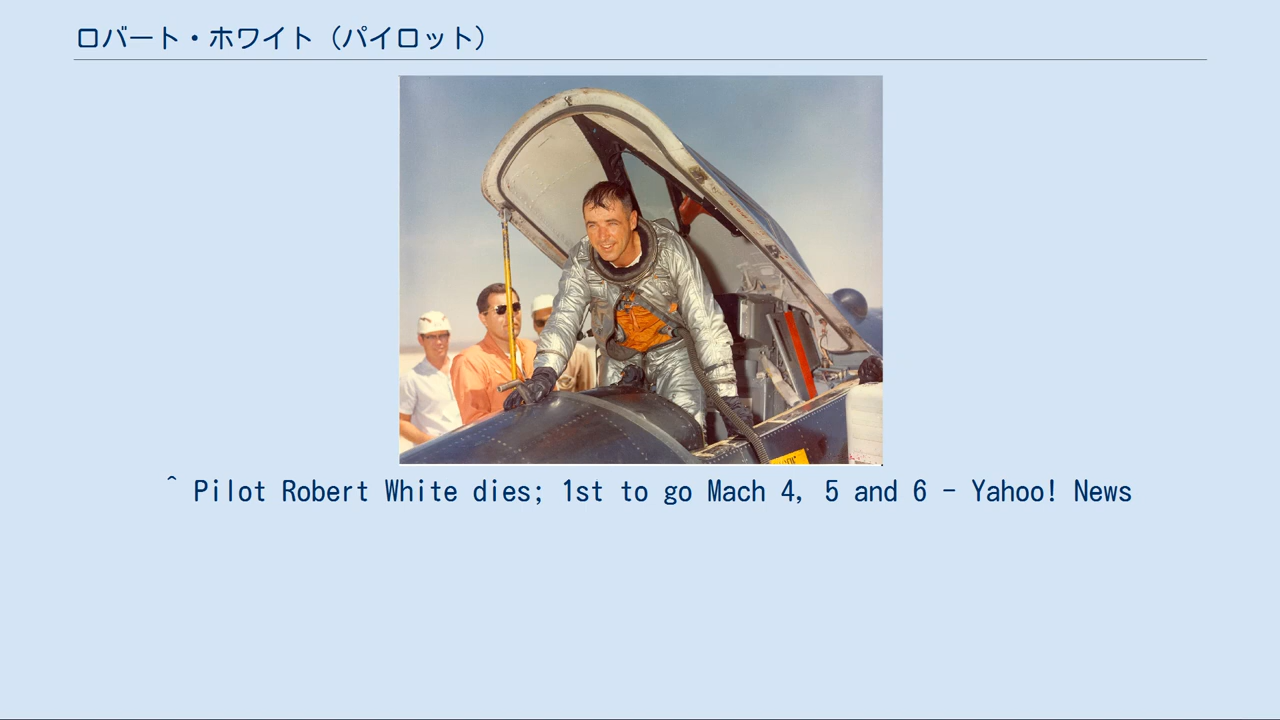 ロバート・ホワイト（パイロット）
^ Pilot Robert White dies; 1st to go Mach 4, 5 and 6 - Yahoo! News